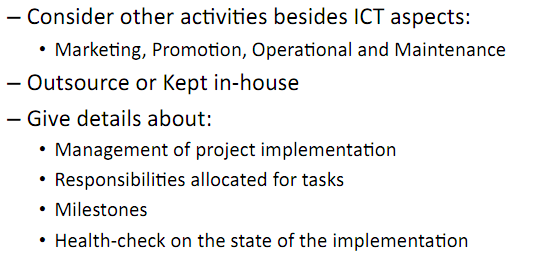 – Consider other activities besides ICT aspects:
• Marketing, Promotion, Operational and Maintenance
– Outsource or Kept in-house
– Give details about:
• Management of project implementation
• Responsibilities allocated for tasks
• Milestones
• Health-check on the state of the implementation